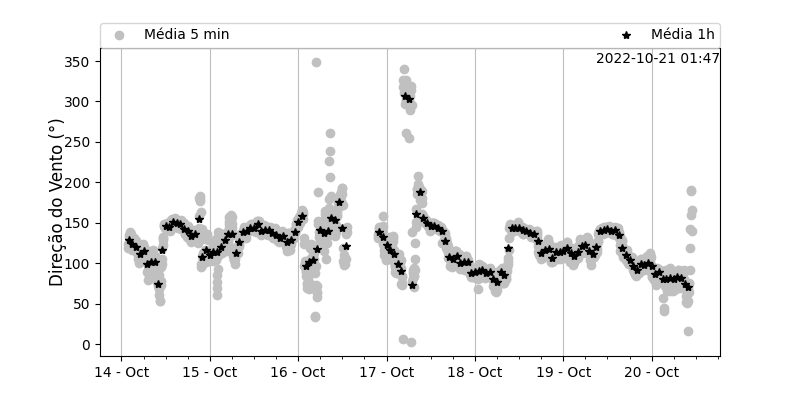 Média 5 min
Média 1h
2022-10-21 01:47
Direção do Vento (°)
350
300
250
200
150
100
50
0
14 - Oct
15 - Oct
16 - Oct
17 - Oct
18 - Oct
19 - Oct
20 - Oct